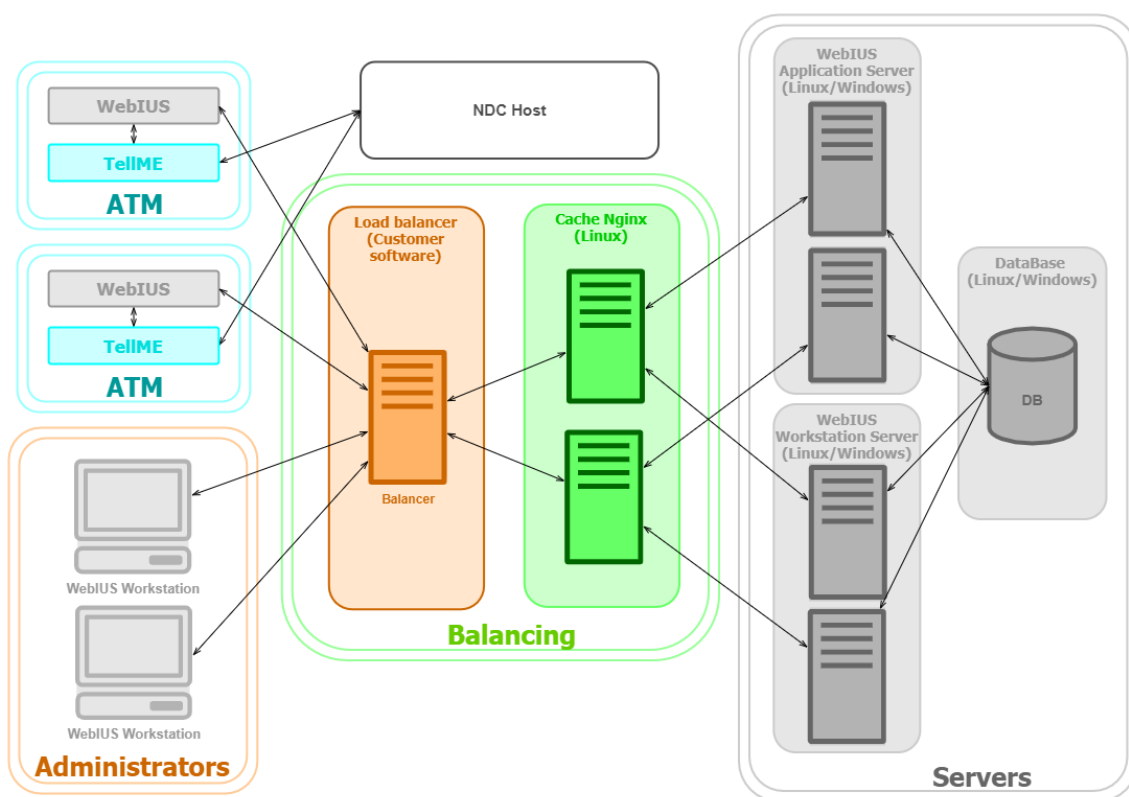 WebIUS
TellME
ATM
WebIUS
TellME
ATM
WebIUS Workstation
WebIUS Workstation
Administrators
NDC Host
Load balancer
(Customer
software)
Balancer
Cache Nginx
(Linux)
Balancing
WebIUS
Application Server
(Linux/Windows)
WebIUS
Workstation Server
(Linux/Windows)
DataBase
(Linux/Windows)
DB
Servers